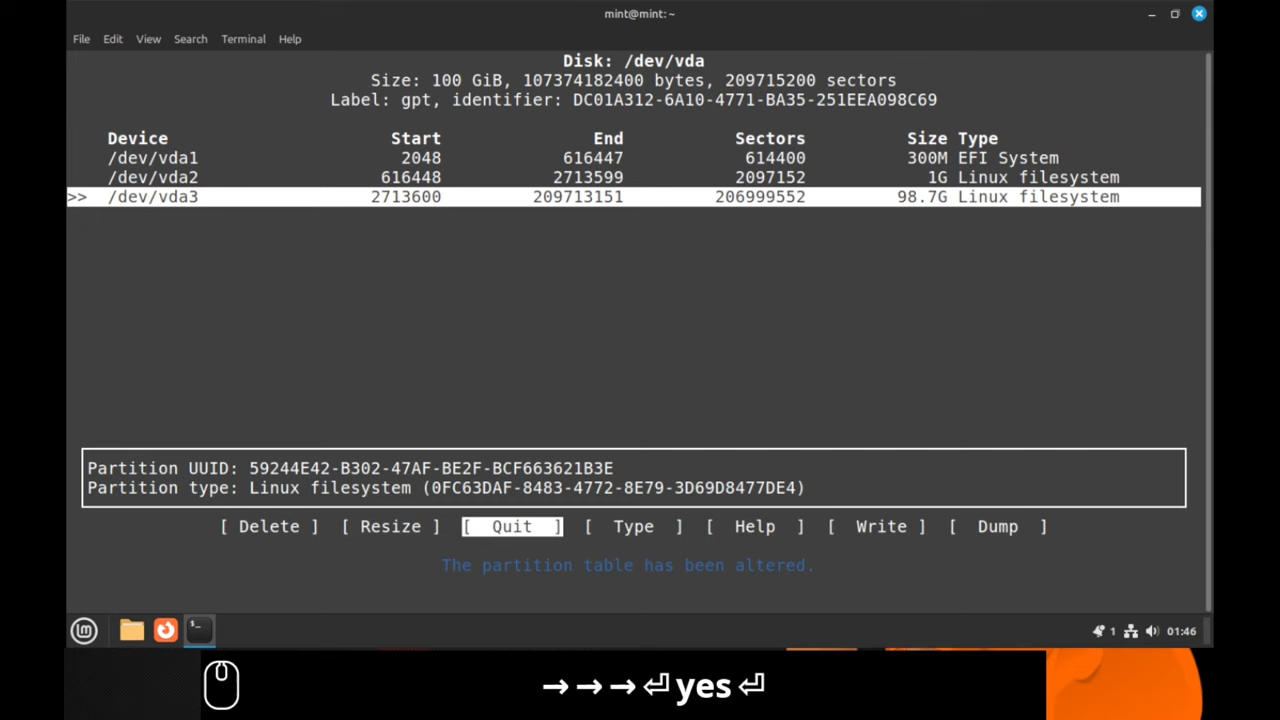 mint@mint: ~
File Edit View Search Terminal Help
Disk: /dev/vda
Size: 100 GiB, 107374182400 bytes, 209715200 sectors
Label: gpt, identifier: DC01A312-6A10-4771-BA35-251EEA098C69
Device Start End Sectors Size Type
/dev/vda1 2048 616447 614400 300M EFI System
/dev/vda2 616448 2713599 2097152 1G Linux filesystem
>> /dev/vda3 2713600 209713151 206999552 98.7G Linux filesystem
Partition UUID: 59244E42-B302-47AF-BE2F-BCF663621B3E
Partition type: Linux filesystem (0FC63DAF-8483-4772-8E79-3D69D8477DE4)
[ Delete ] [ Resize ] [ Quit ] [ Type ] [ Help ] [ Write ] [ Dump ]
The partition table has been altered.
$_ 1 01:46
→→→⏎yes⏎